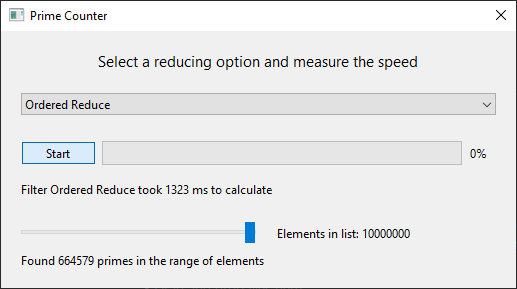 Prime Counter
Select a reducing option and measure the speed
Ordered Reduce
Start
0%
Filter Ordered Reduce took 1323 ms to calculate
Elements in list: 10000000
Found 664579 primes in the range of elements